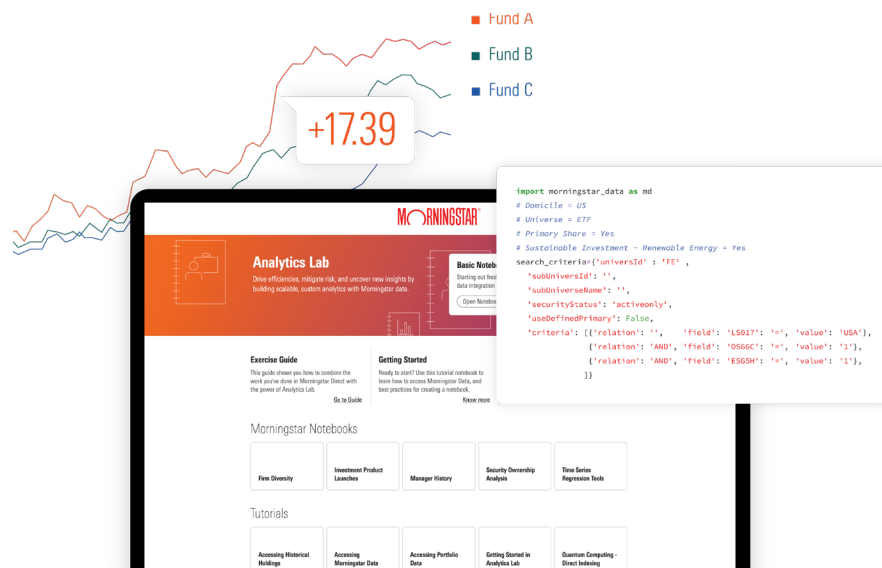 Fund A
Fund B
Fund C
+17.39
MORNINGSTAR®
Analytics Lab
Drive efficiencies, mitigate risk, and uncover new insights by
building scalable, custom analytics with Morningstar data.
Basic
Starting out
data integration
Open
import morningstar_data as md
# Domicile = US
# Universe = ETF
# Primary Share = Yes
# Sustainable Investment - Renewable Energy = Yes
search_criteria={'universId' : 'FE' ,
'subUniversId': '',
'subUniverseName': '',
'securityStatus': 'activeonly',
'useDefinedPrimary': False,
'criteria': [{'relation': '', 'field': 'LS017': '=', 'value': 'USA'},
{'relation': 'AND', 'field': 'OS66C': '=', 'value': '1'},
{'relation': 'AND', 'field': 'ESG5H': '=', 'value': '1'},
]}
Exercise Guide
This guide shows you how to combine the
work you've done in Morningstar Direct with
the power of Analytics Lab.
Go to Guide
Getting Started
Ready to start? Use this tutorial notebook to
learn how to access Morningstar Data, and
best practices for creating a notebook.
Know more
Morningstar Notebooks
Firm Diversity
Investment Product
Launches
Manager History
Security Ownership
Analysis
Time Series
Regression Tools
Tutorials
Accessing Historical
Holdings
Accessing
Morningstar Data
Accessing Portfolio
Data
Getting Started in
Analytics Lab
Quantum Computing -
Direct Indexing